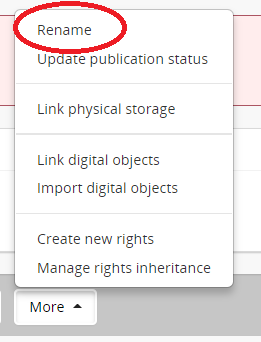 Rename
Update publication status
Link physical storage
Link digital objects
Import digital objects
Create new rights
Manage rights inheritance
More